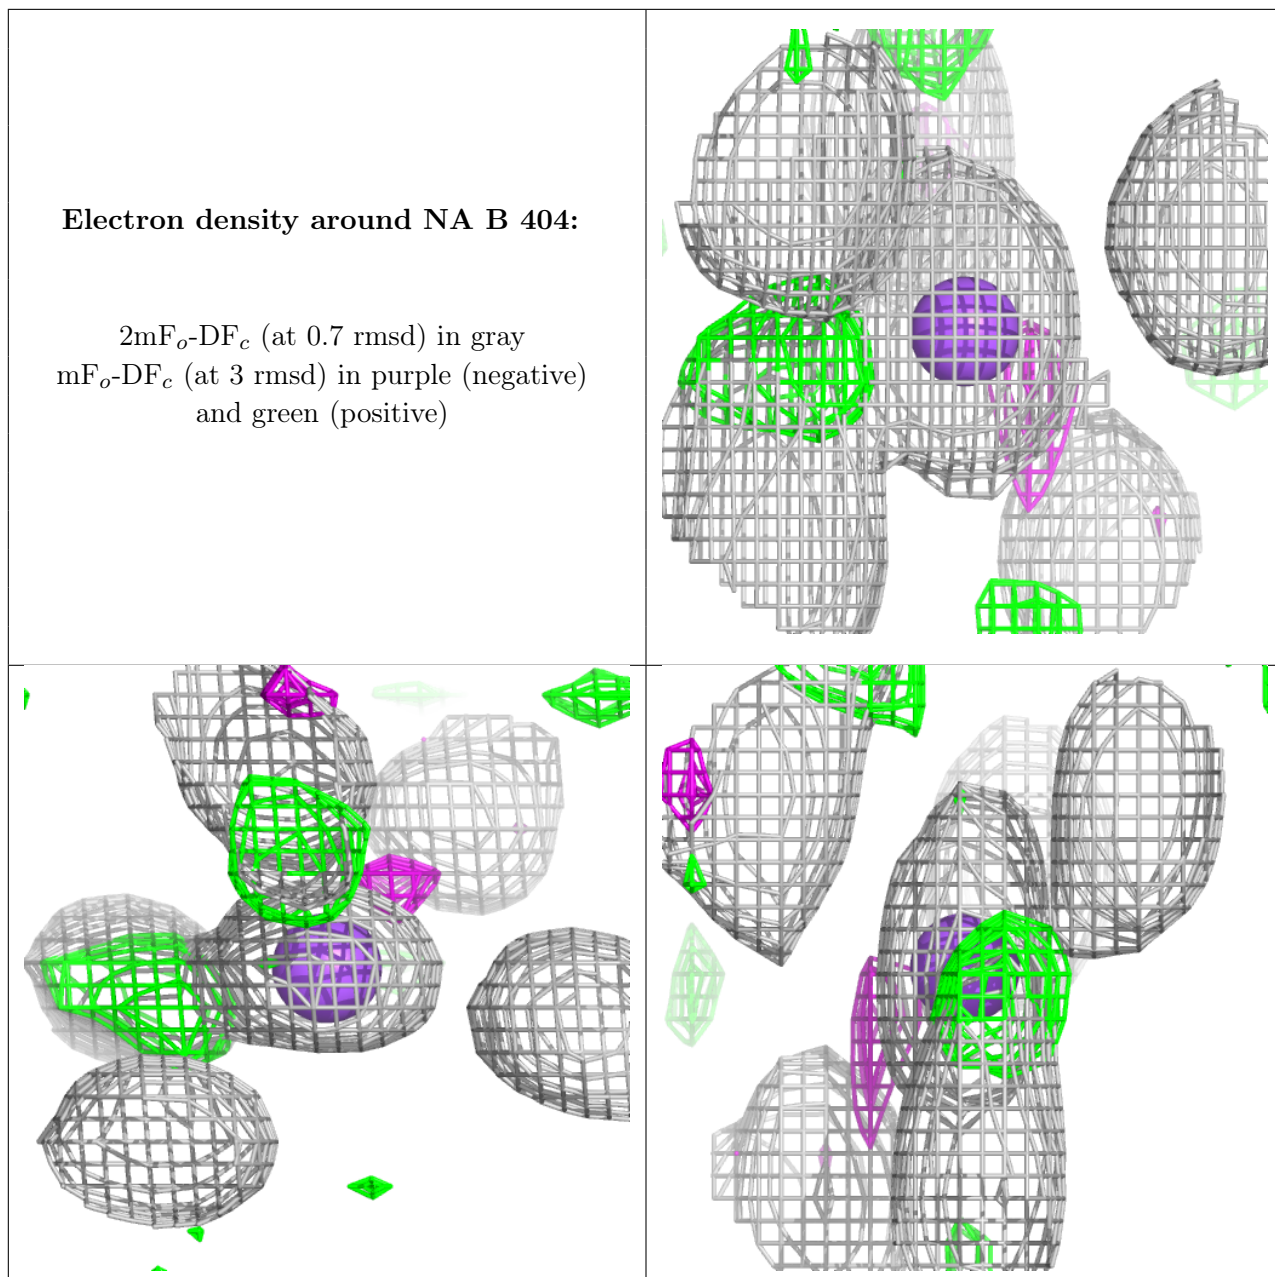 Electron density around NA B 404:
2mFo-DFc (at 0.7 rmsd) in gray
mFo-DFc (at 3 rmsd) in purple (negative)
and green (positive)